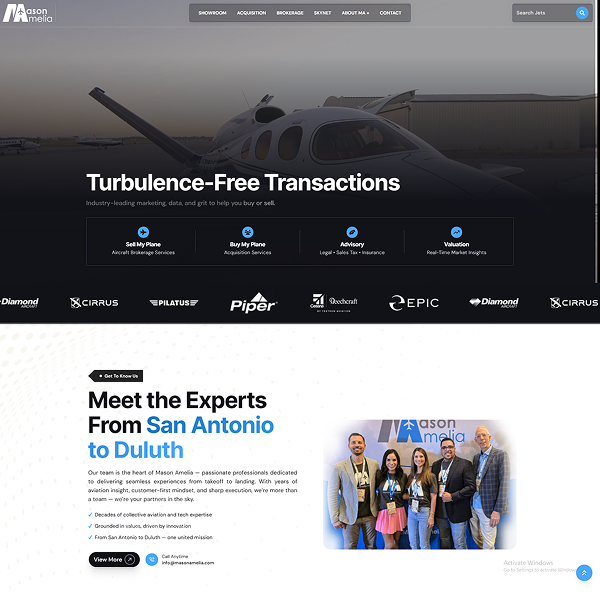 Mason Amelia
SHOWROOM ACQUISITION BROKERAGE SKYNET ABOUT MA CONTACT
Search Jets
Turbulence-Free Transactions
Industry-leading marketing, data, and grit to help you buy or sell.
Sell My Plane
Aircraft Brokerage Services
Buy My Plane
Acquisition Services
Advisory
Legal • Sales Tax • Insurance
Valuation
Real-Time Market Insights
Diamond AIRCRAFT CIRRUS PILATUS Piper Cessna Beechcraft BY TEXTRON AVIATION EPIC Diamond AIRCRAFT CIRRUS
Get To Know Us
Meet the Experts
From San Antonio
to Duluth
Our team is the heart of Mason Amelia — passionate professionals dedicated
to delivering seamless experiences from takeoff to landing. With years of
aviation insight, customer-first mindset, and sharp execution, we're more than
a team — we're your partners in the sky.
✓ Decades of collective aviation and tech expertise
✓ Grounded in values, driven by innovation
✓ From San Antonio to Duluth — one united mission
View More
Call Anytime
info@masonamelia.com
Mason
Amelia
Activate Windows
Go to Settings to activate Windows